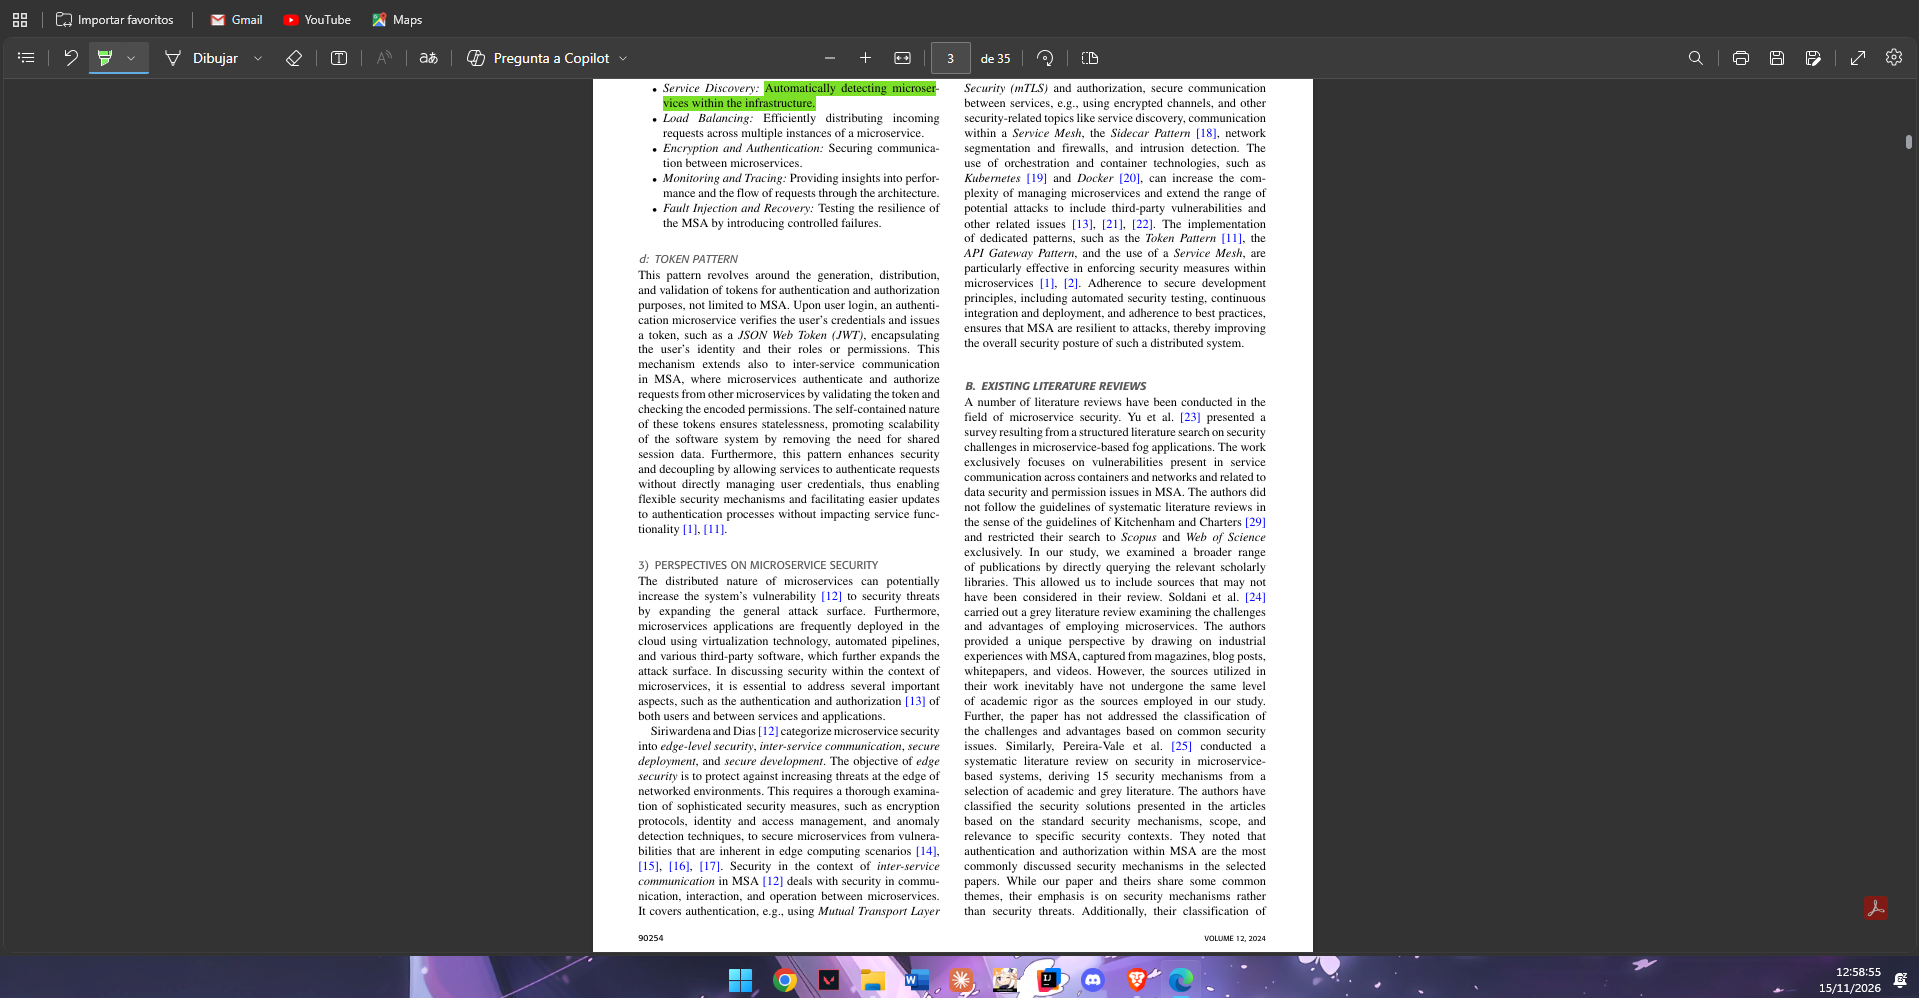 Importar favoritos
Gmail
YouTube
Maps
Dibujar
aあ
Pregunta a Copilot
3
de 35
• Service Discovery: Automatically detecting microser-
vices within the infrastructure.
• Load Balancing: Efficiently distributing incoming
requests across multiple instances of a microservice.
• Encryption and Authentication: Securing communica-
tion between microservices.
• Monitoring and Tracing: Providing insights into perfor-
mance and the flow of requests through the architecture.
• Fault Injection and Recovery: Testing the resilience of
the MSA by introducing controlled failures.
d: TOKEN PATTERN
This pattern revolves around the generation, distribution,
and validation of tokens for authentication and authorization
purposes, not limited to MSA. Upon user login, an authenti-
cation microservice verifies the user's credentials and issues
a token, such as a JSON Web Token (JWT), encapsulating
the user's identity and their roles or permissions. This
mechanism extends also to inter-service communication
in MSA, where microservices authenticate and authorize
requests from other microservices by validating the token and
checking the encoded permissions. The self-contained nature
of these tokens ensures statelessness, promoting scalability
of the software system by removing the need for shared
session data. Furthermore, this pattern enhances security
and decoupling by allowing services to authenticate requests
without directly managing user credentials, thus enabling
flexible security mechanisms and facilitating easier updates
to authentication processes without impacting service func-
tionality [1], [11].
3) PERSPECTIVES ON MICROSERVICE SECURITY
The distributed nature of microservices can potentially
increase the system's vulnerability [12] to security threats
by expanding the general attack surface. Furthermore,
microservices applications are frequently deployed in the
cloud using virtualization technology, automated pipelines,
and various third-party software, which further expands the
attack surface. In discussing security within the context of
microservices, it is essential to address several important
aspects, such as the authentication and authorization [13] of
both users and between services and applications.
Siriwardena and Dias [12] categorize microservice security
into edge-level security, inter-service communication, secure
deployment, and secure development. The objective of edge
security is to protect against increasing threats at the edge of
networked environments. This requires a thorough examina-
tion of sophisticated security measures, such as encryption
protocols, identity and access management, and anomaly
detection techniques, to secure microservices from vulnera-
bilities that are inherent in edge computing scenarios [14],
[15], [16], [17]. Security in the context of inter-service
communication in MSA [12] deals with security in commu-
nication, interaction, and operation between microservices.
It covers authentication, e.g., using Mutual Transport Layer
Security (mTLS) and authorization, secure communication
between services, e.g., using encrypted channels, and other
security-related topics like service discovery, communication
within a Service Mesh, the Sidecar Pattern [18], network
segmentation and firewalls, and intrusion detection. The
use of orchestration and container technologies, such as
Kubernetes [19] and Docker [20], can increase the com-
plexity of managing microservices and extend the range of
potential attacks to include third-party vulnerabilities and
other related issues [13], [21], [22]. The implementation
of dedicated patterns, such as the Token Pattern [11], the
API Gateway Pattern, and the use of a Service Mesh, are
particularly effective in enforcing security measures within
microservices [1], [2]. Adherence to secure development
principles, including automated security testing, continuous
integration and deployment, and adherence to best practices,
ensures that MSA are resilient to attacks, thereby improving
the overall security posture of such a distributed system.
B. EXISTING LITERATURE REVIEWS
A number of literature reviews have been conducted in the
field of microservice security. Yu et al. [23] presented a
survey resulting from a structured literature search on security
challenges in microservice-based fog applications. The work
exclusively focuses on vulnerabilities present in service
communication across containers and networks and related to
data security and permission issues in MSA. The authors did
not follow the guidelines of systematic literature reviews in
the sense of the guidelines of Kitchenham and Charters [29]
and restricted their search to Scopus and Web of Science
exclusively. In our study, we examined a broader range
of publications by directly querying the relevant scholarly
libraries. This allowed us to include sources that may not
have been considered in their review. Soldani et al. [24]
carried out a grey literature review examining the challenges
and advantages of employing microservices. The authors
provided a unique perspective by drawing on industrial
experiences with MSA, captured from magazines, blog posts,
whitepapers, and videos. However, the sources utilized in
their work inevitably have not undergone the same level
of academic rigor as the sources employed in our study.
Further, the paper has not addressed the classification of
the challenges and advantages based on common security
issues. Similarly, Pereira-Vale et al. [25] conducted a
systematic literature review on security in microservice-
based systems, deriving 15 security mechanisms from a
selection of academic and grey literature. The authors have
classified the security solutions presented in the articles
based on the standard security mechanisms, scope, and
relevance to specific security contexts. They noted that
authentication and authorization within MSA are the most
commonly discussed security mechanisms in the selected
papers. While our paper and theirs share some common
themes, their emphasis is on security mechanisms rather
than security threats. Additionally, their classification of
90254
VOLUME 12, 2024
12:58:55
15/11/2026